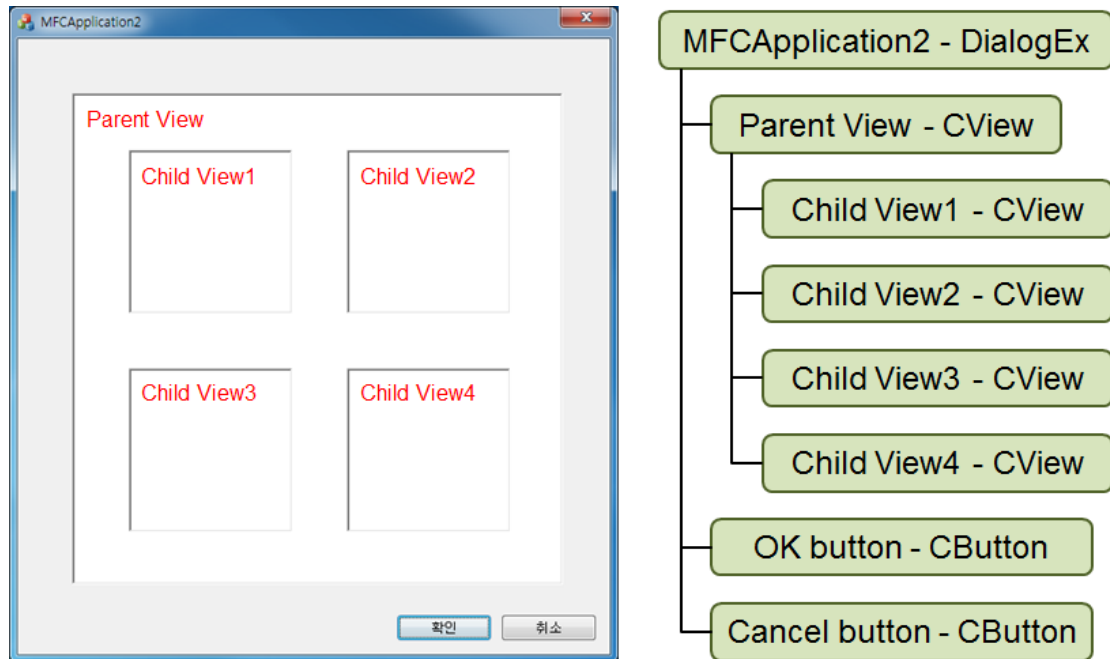 MFCApplication2
Parent View
Child View1
Child View2
Child View3
Child View4
확인
취소
MFCApplication2 - DialogEx
Parent View - CView
Child View1 - CView
Child View2 - CView
Child View3 - CView
Child View4 - CView
OK button - CButton
Cancel button - CButton